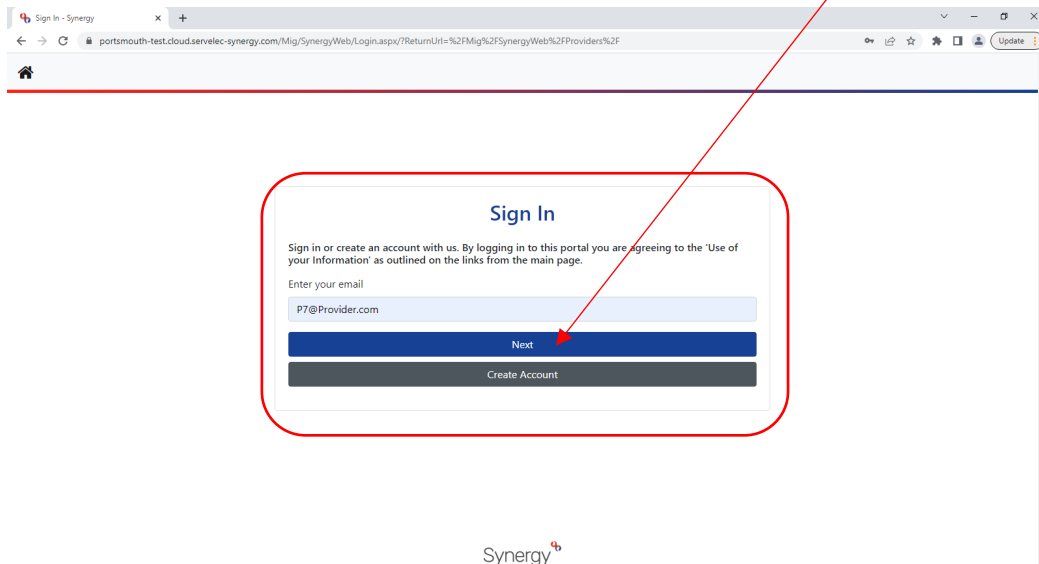 Sign In - Synergy
Update
portsmouth-test.cloud.servelec-synergy.com/Mig/SynergyWeb/Login.aspx/?ReturnUrl=%2FMig%2FSynergyWeb%2FProviders%2F
Sign In
Sign in or create an account with us. By logging in to this portal you are agreeing to the 'Use of
your Information' as outlined on the links from the main page.
Enter your email
P7@Provider.com
Next
Create Account
Synergy